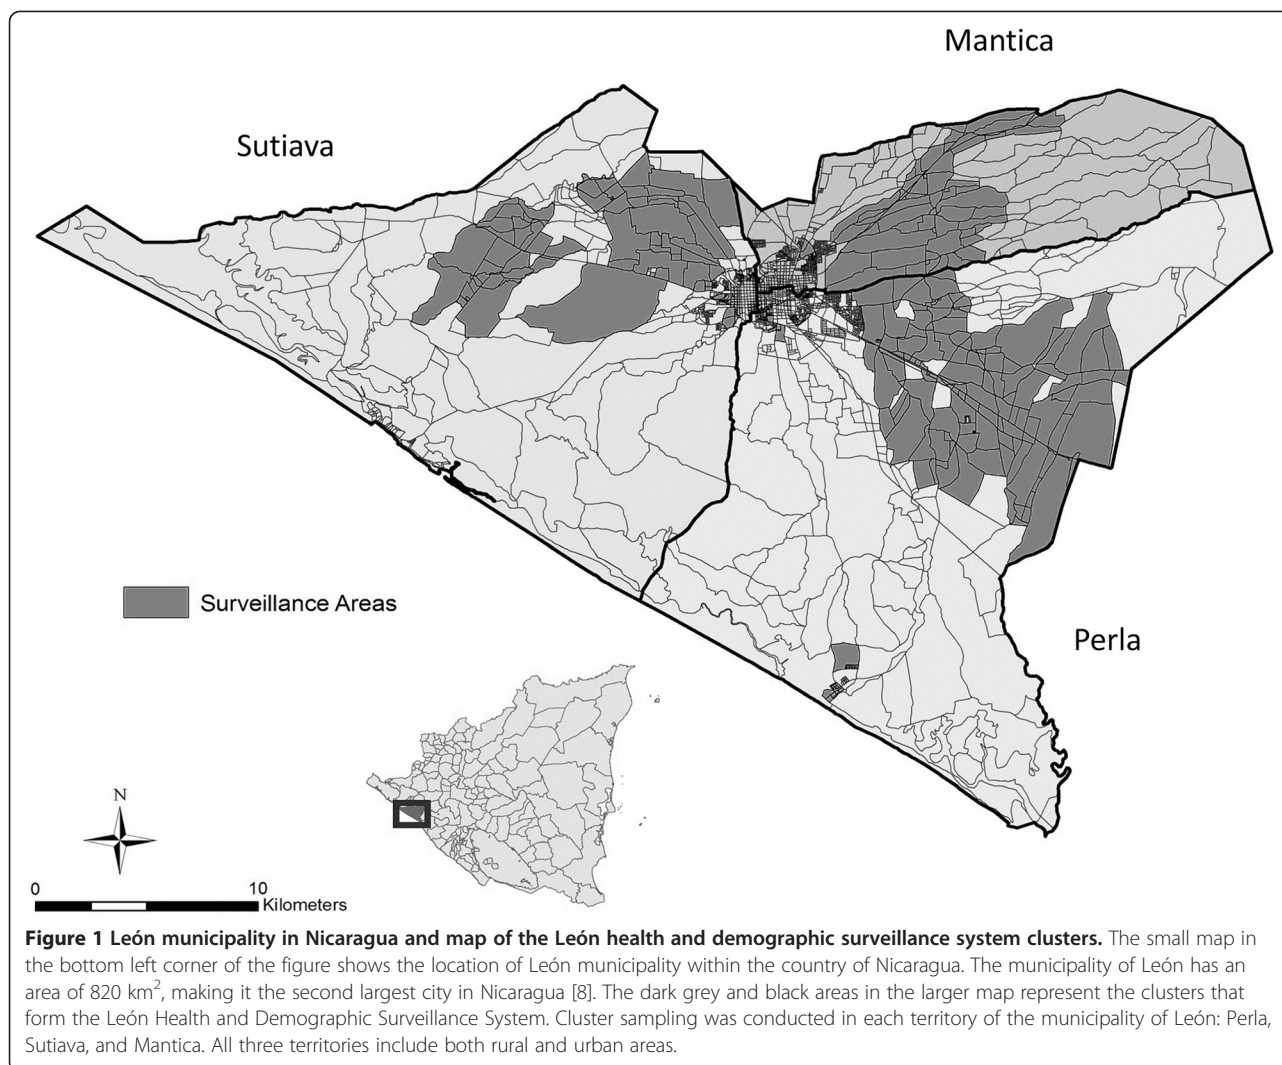 Mantica
Sutiava
Surveillance Areas
Perla
N
0 10
Kilometers
Figure 1 León municipality in Nicaragua and map of the León health and demographic surveillance system clusters. The small map in
the bottom left corner of the figure shows the location of León municipality within the country of Nicaragua. The municipality of León has an
area of 820 km², making it the second largest city in Nicaragua [8]. The dark grey and black areas in the larger map represent the clusters that
form the León Health and Demographic Surveillance System. Cluster sampling was conducted in each territory of the municipality of León: Perla,
Sutiava, and Mantica. All three territories include both rural and urban areas.